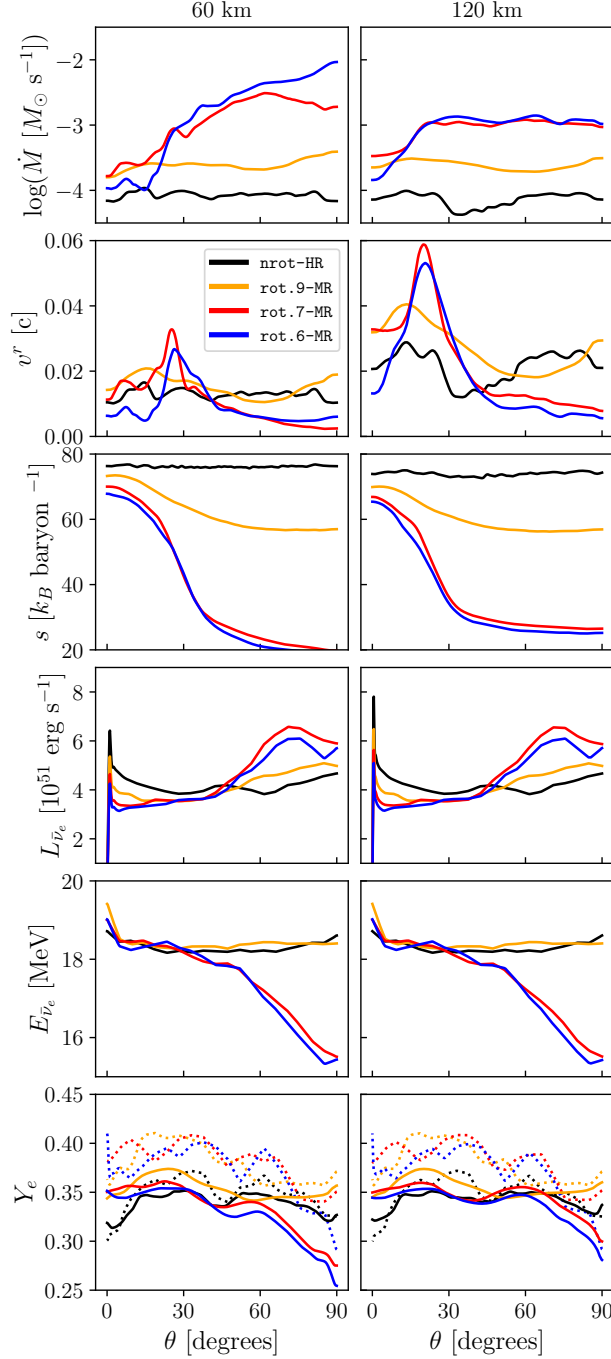 60 km 120 km
log(Ṁ [M⊙ s⁻¹])
−2
−3
−4
vʳ [c]
0.06
0.04
0.02
0.00
nrot-HR
rot.9-MR
rot.7-MR
rot.6-MR
s [k_B baryon ⁻¹]
80
60
40
20
L_ν̄ₑ [10⁵¹ erg s⁻¹]
8
6
4
2
E_ν̄ₑ [MeV]
20
18
16
Yₑ
0.45
0.40
0.35
0.30
0.25
0 30 60 90 0 30 60 90
θ [degrees] θ [degrees]